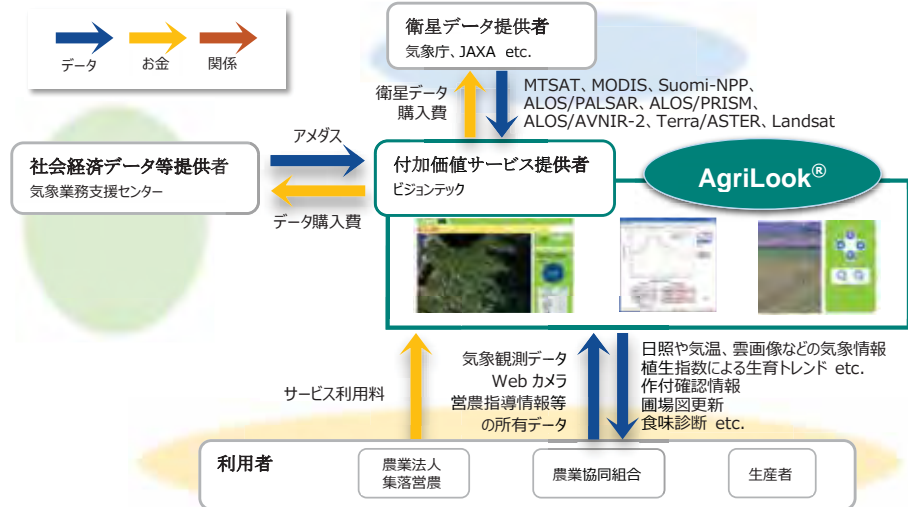 データ
お金
関係
衛星データ提供者
気象庁、JAXA etc.
衛星データ
購入費
MTSAT、MODIS、Suomi-NPP、
ALOS/PALSAR、ALOS/PRISM、
ALOS/AVNIR-2、Terra/ASTER、Landsat
社会経済データ等提供者
気象業務支援センター
アメダス
データ購入費
付加価値サービス提供者
ビジョンテック
AgriLook®
サービス利用料
気象観測データ
Web カメラ
営農指導情報等
の所有データ
日照や気温、雲画像などの気象情報
植生指数による生育トレンド etc.
作付確認情報
圃場図更新
食味診断 etc.
利用者
農業法人
集落営農
農業協同組合
生産者